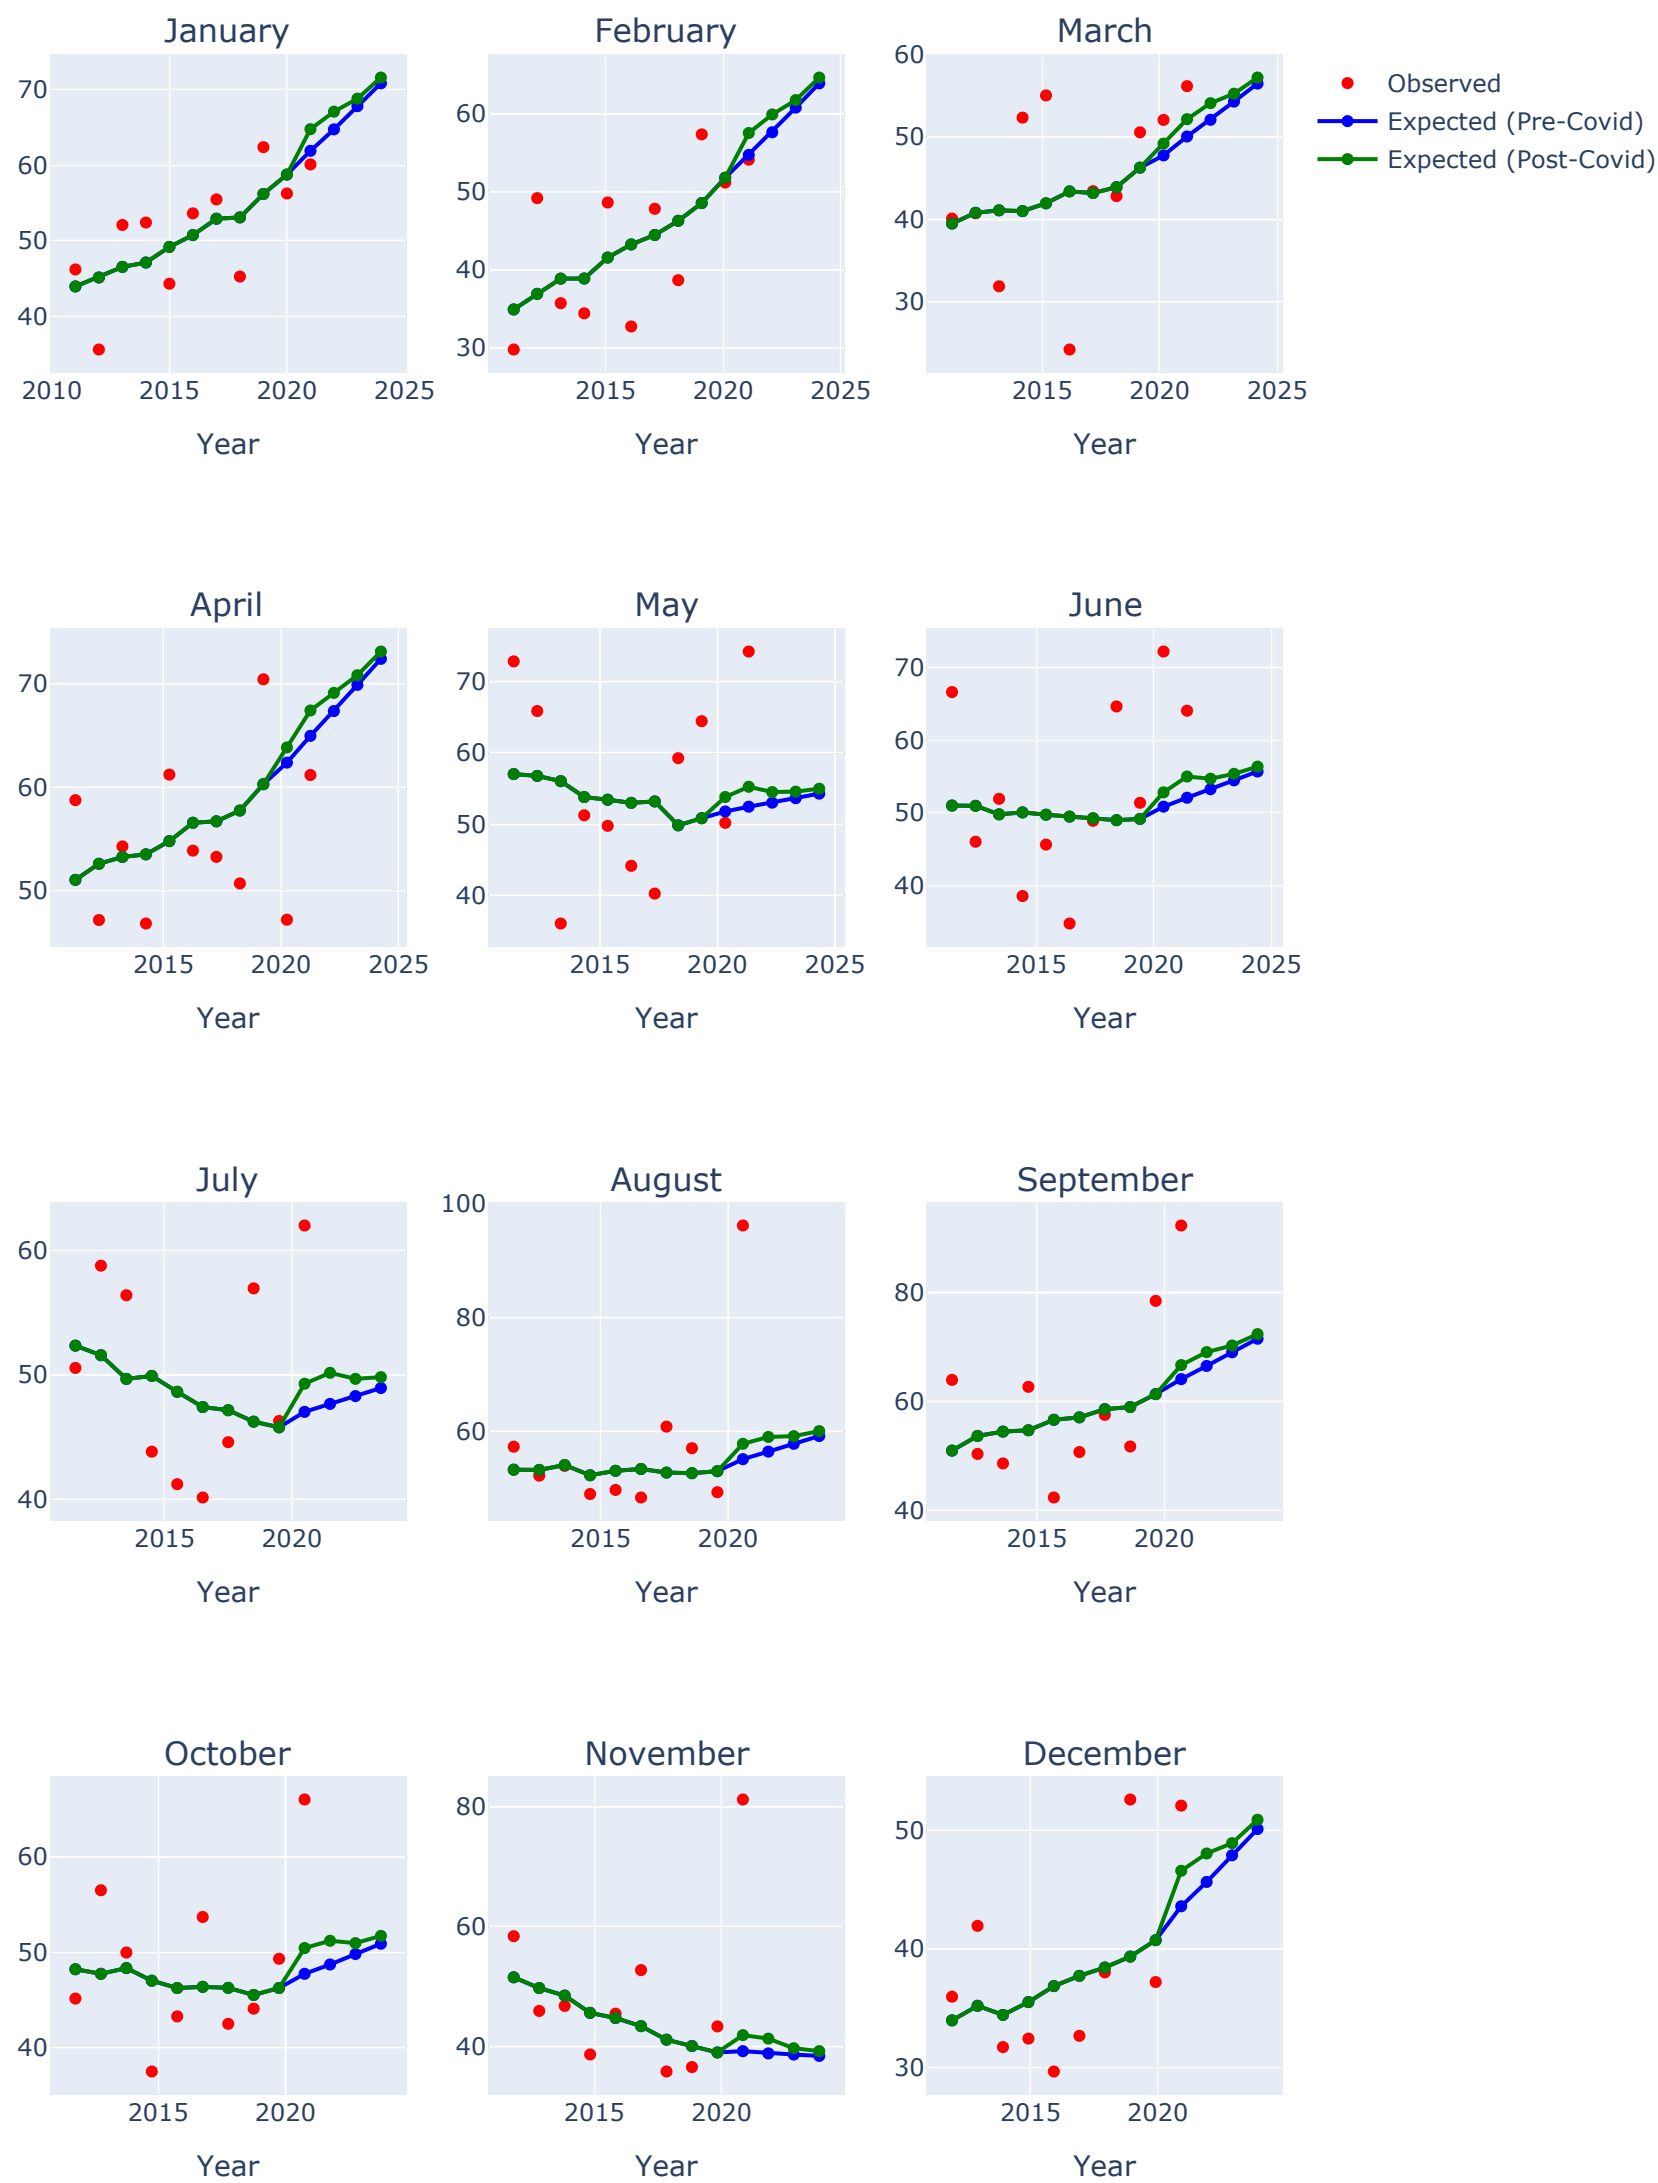 January February March
70
60
50
40
2010 2015 2020 2025
Year
60
50
40
30
2015 2020 2025
Year
60
50
40
30
2015 2020 2025
Year
Observed
Expected (Pre-Covid)
Expected (Post-Covid)
April May June
70
60
50
2015 2020 2025
Year
70
60
50
40
2015 2020 2025
Year
70
60
50
40
2015 2020 2025
Year
July August September
60
50
40
2015 2020
Year
100
80
60
2015 2020
Year
80
60
40
2015 2020
Year
October November December
60
50
40
2015 2020
Year
80
60
40
2015 2020
Year
50
40
30
2015 2020
Year